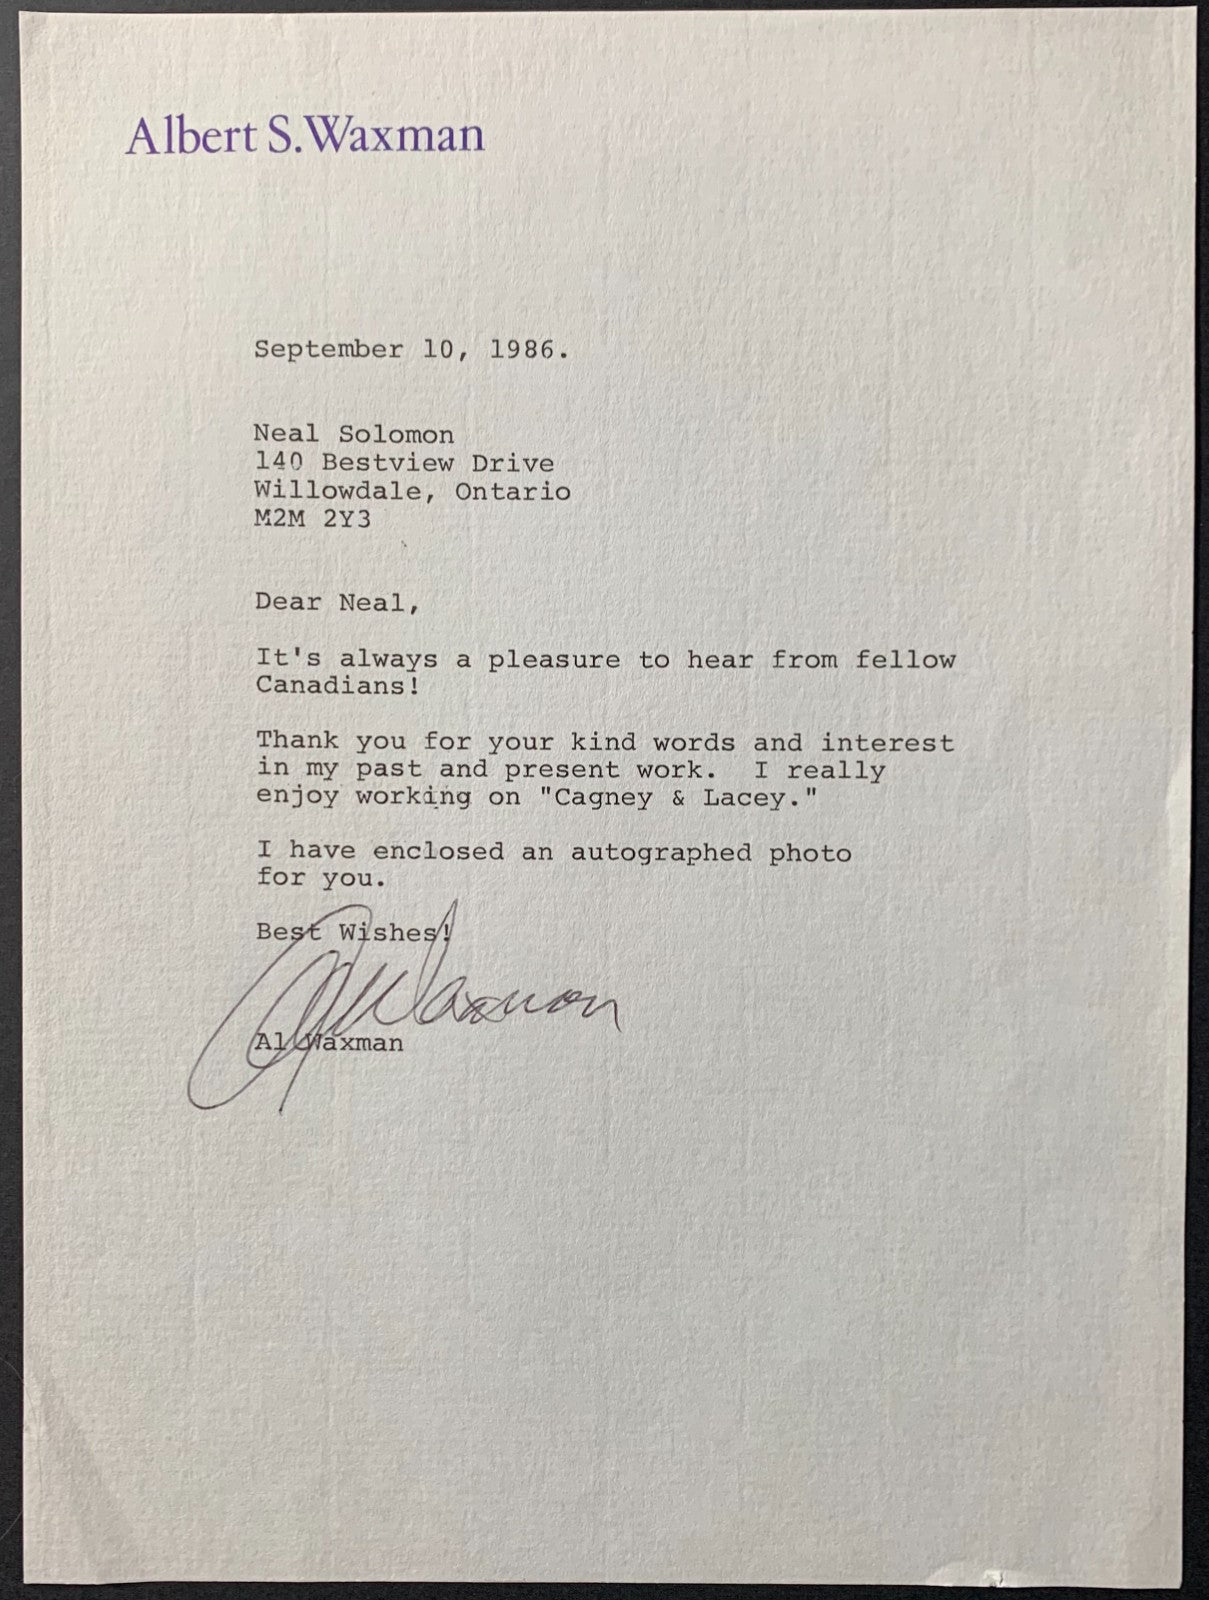 Albert S. Waxman
September 10, 1986.
Neal Solomon
140 Bestview Drive
Willowdale, Ontario
M2M 2Y3
Dear Neal,
It's always a pleasure to hear from fellow
Canadians!
Thank you for your kind words and interest
in my past and present work.  I really
enjoy working on "Cagney & Lacey."
I have enclosed an autographed photo
for you.
Best Wishes!
Al Waxman
Al Waxman